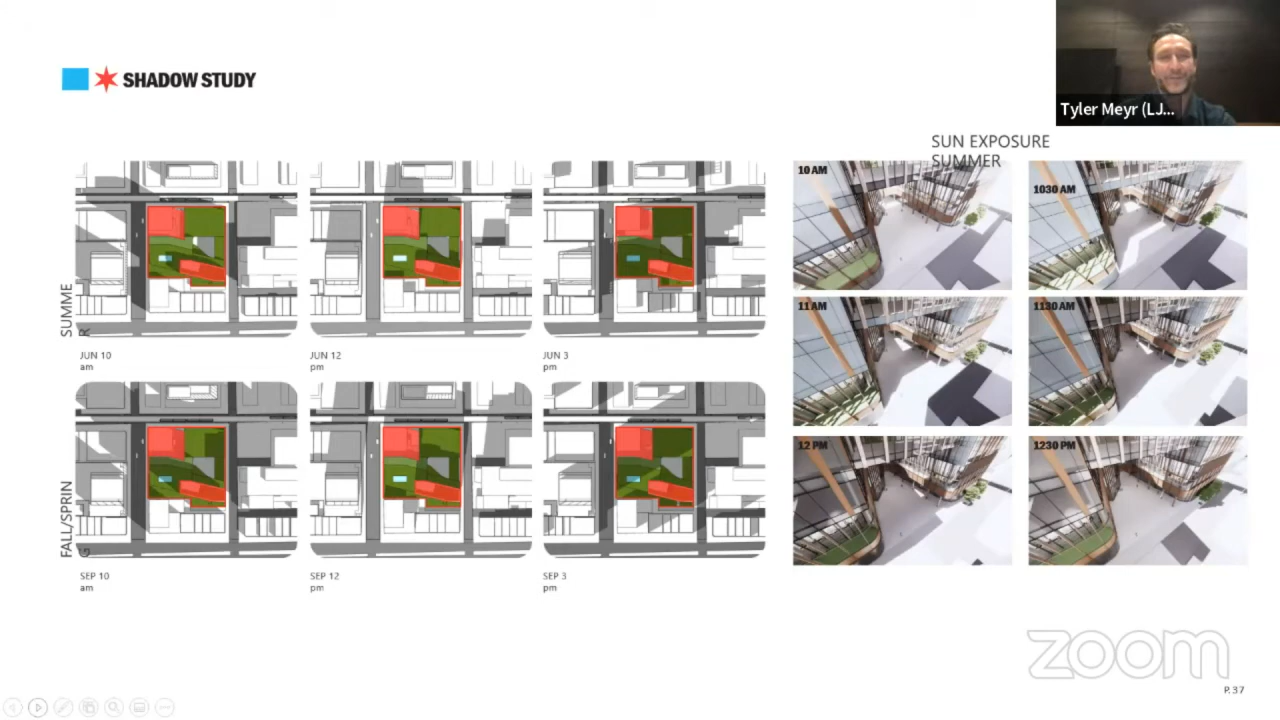 SHADOW STUDY
Tyler Meyr (LJ...
SUN EXPOSURE
SUMMER
SUMME
R
JUN 10
am
JUN 12
pm
JUN 3
pm
FALL/SPRIN
G
SEP 10
am
SEP 12
pm
SEP 3
pm
10 AM
1030 AM
11 AM
1130 AM
12 PM
1230 PM
zoom
P. 37